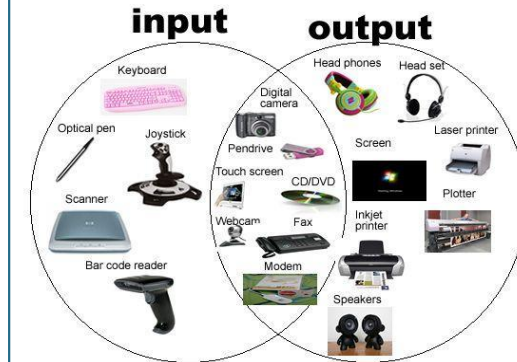 input output
Keyboard
Head phones
Head set
Digital
camera
Optical pen
Joystick
Laser printer
Pendrive
Screen
Touch screen
CD/DVD
Plotter
Scanner
Webcam
Fax
Inkjet
printer
Bar code reader
Modem
Speakers